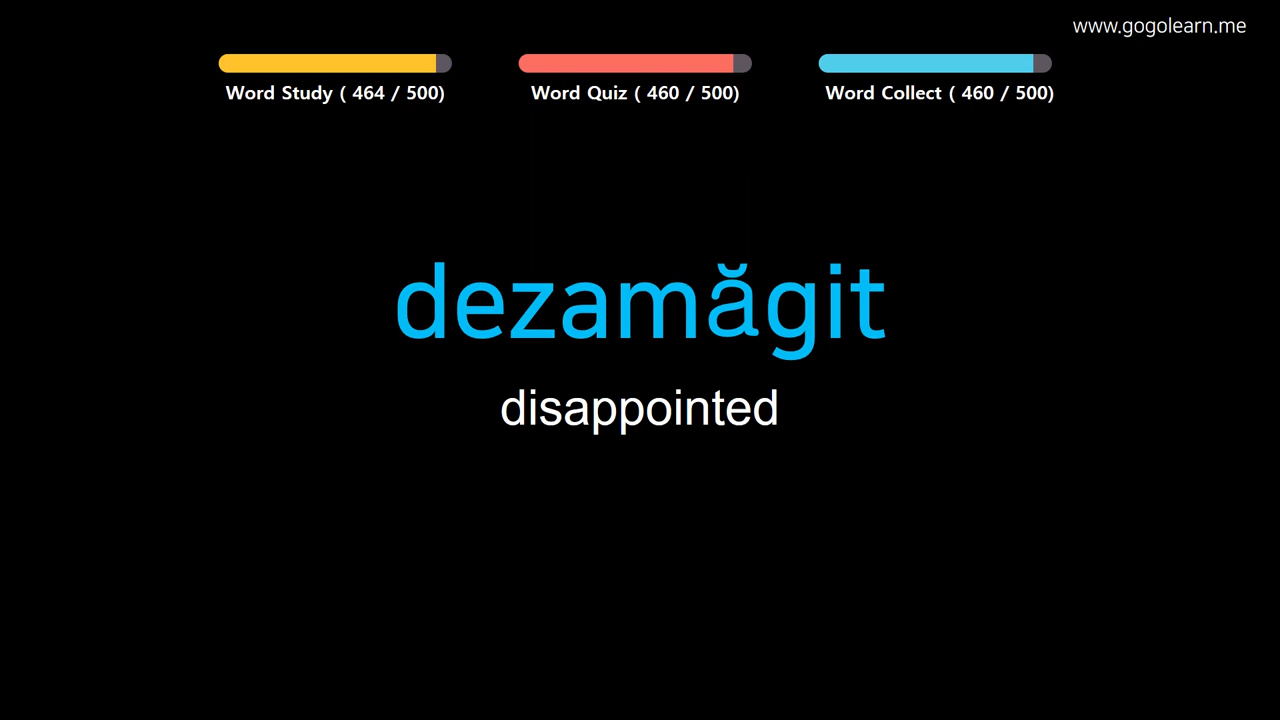 www.gogolearn.me
Word Study ( 464 / 500)
Word Quiz ( 460 / 500)
Word Collect ( 460 / 500)
dezamăgit
disappointed